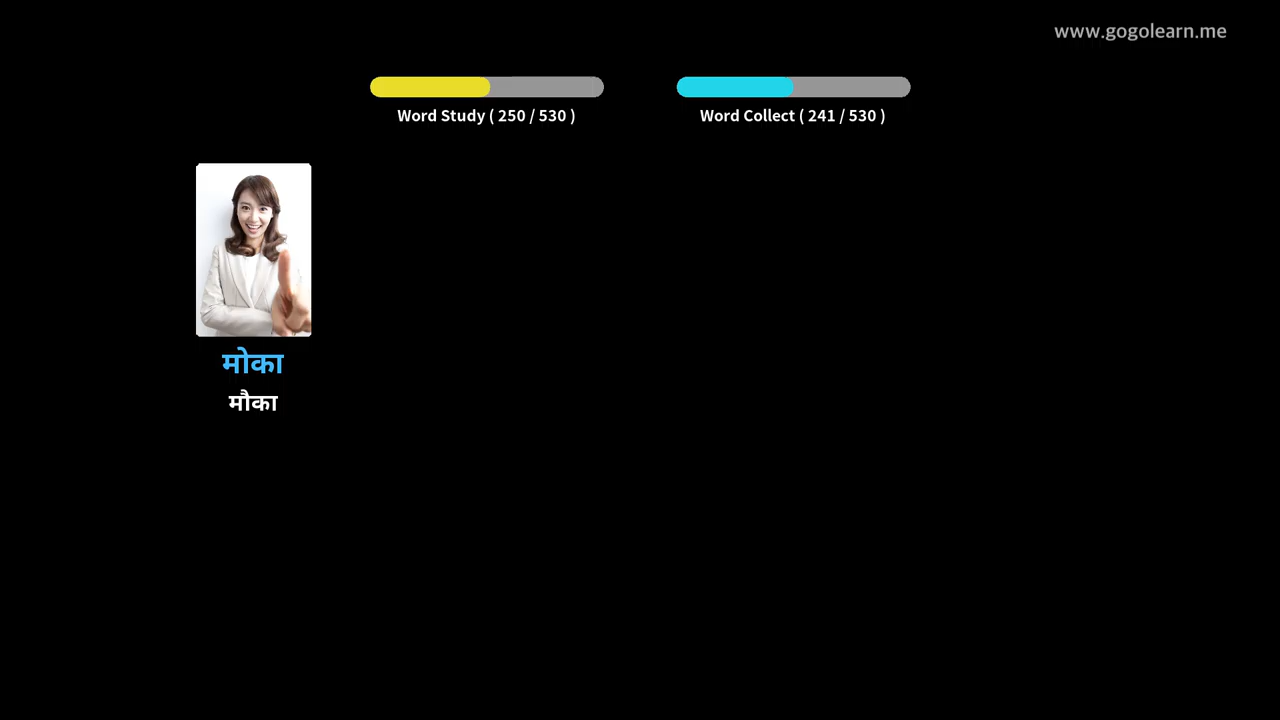 www.gogolearn.me
Word Study ( 250 / 530 )
Word Collect ( 241 / 530 )
मोका
मौका